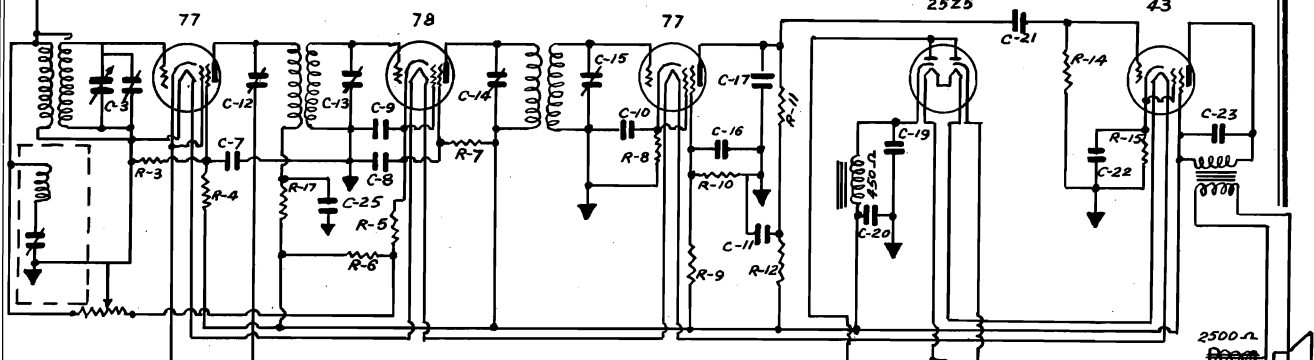 77
78
77
25Z5
43
C-21
C-3
C-12
C-13
C-9
C-14
C-15
C-17
R-11
R-14
C-10
C-19
R-15
C-23
R-3
C-7
C-8
R-7
R-8
C-16
450Ω
C-22
R-4
R-17
C-25
R-5
R-10
C-20
R-6
C-11
R-9
R-12
2500Ω